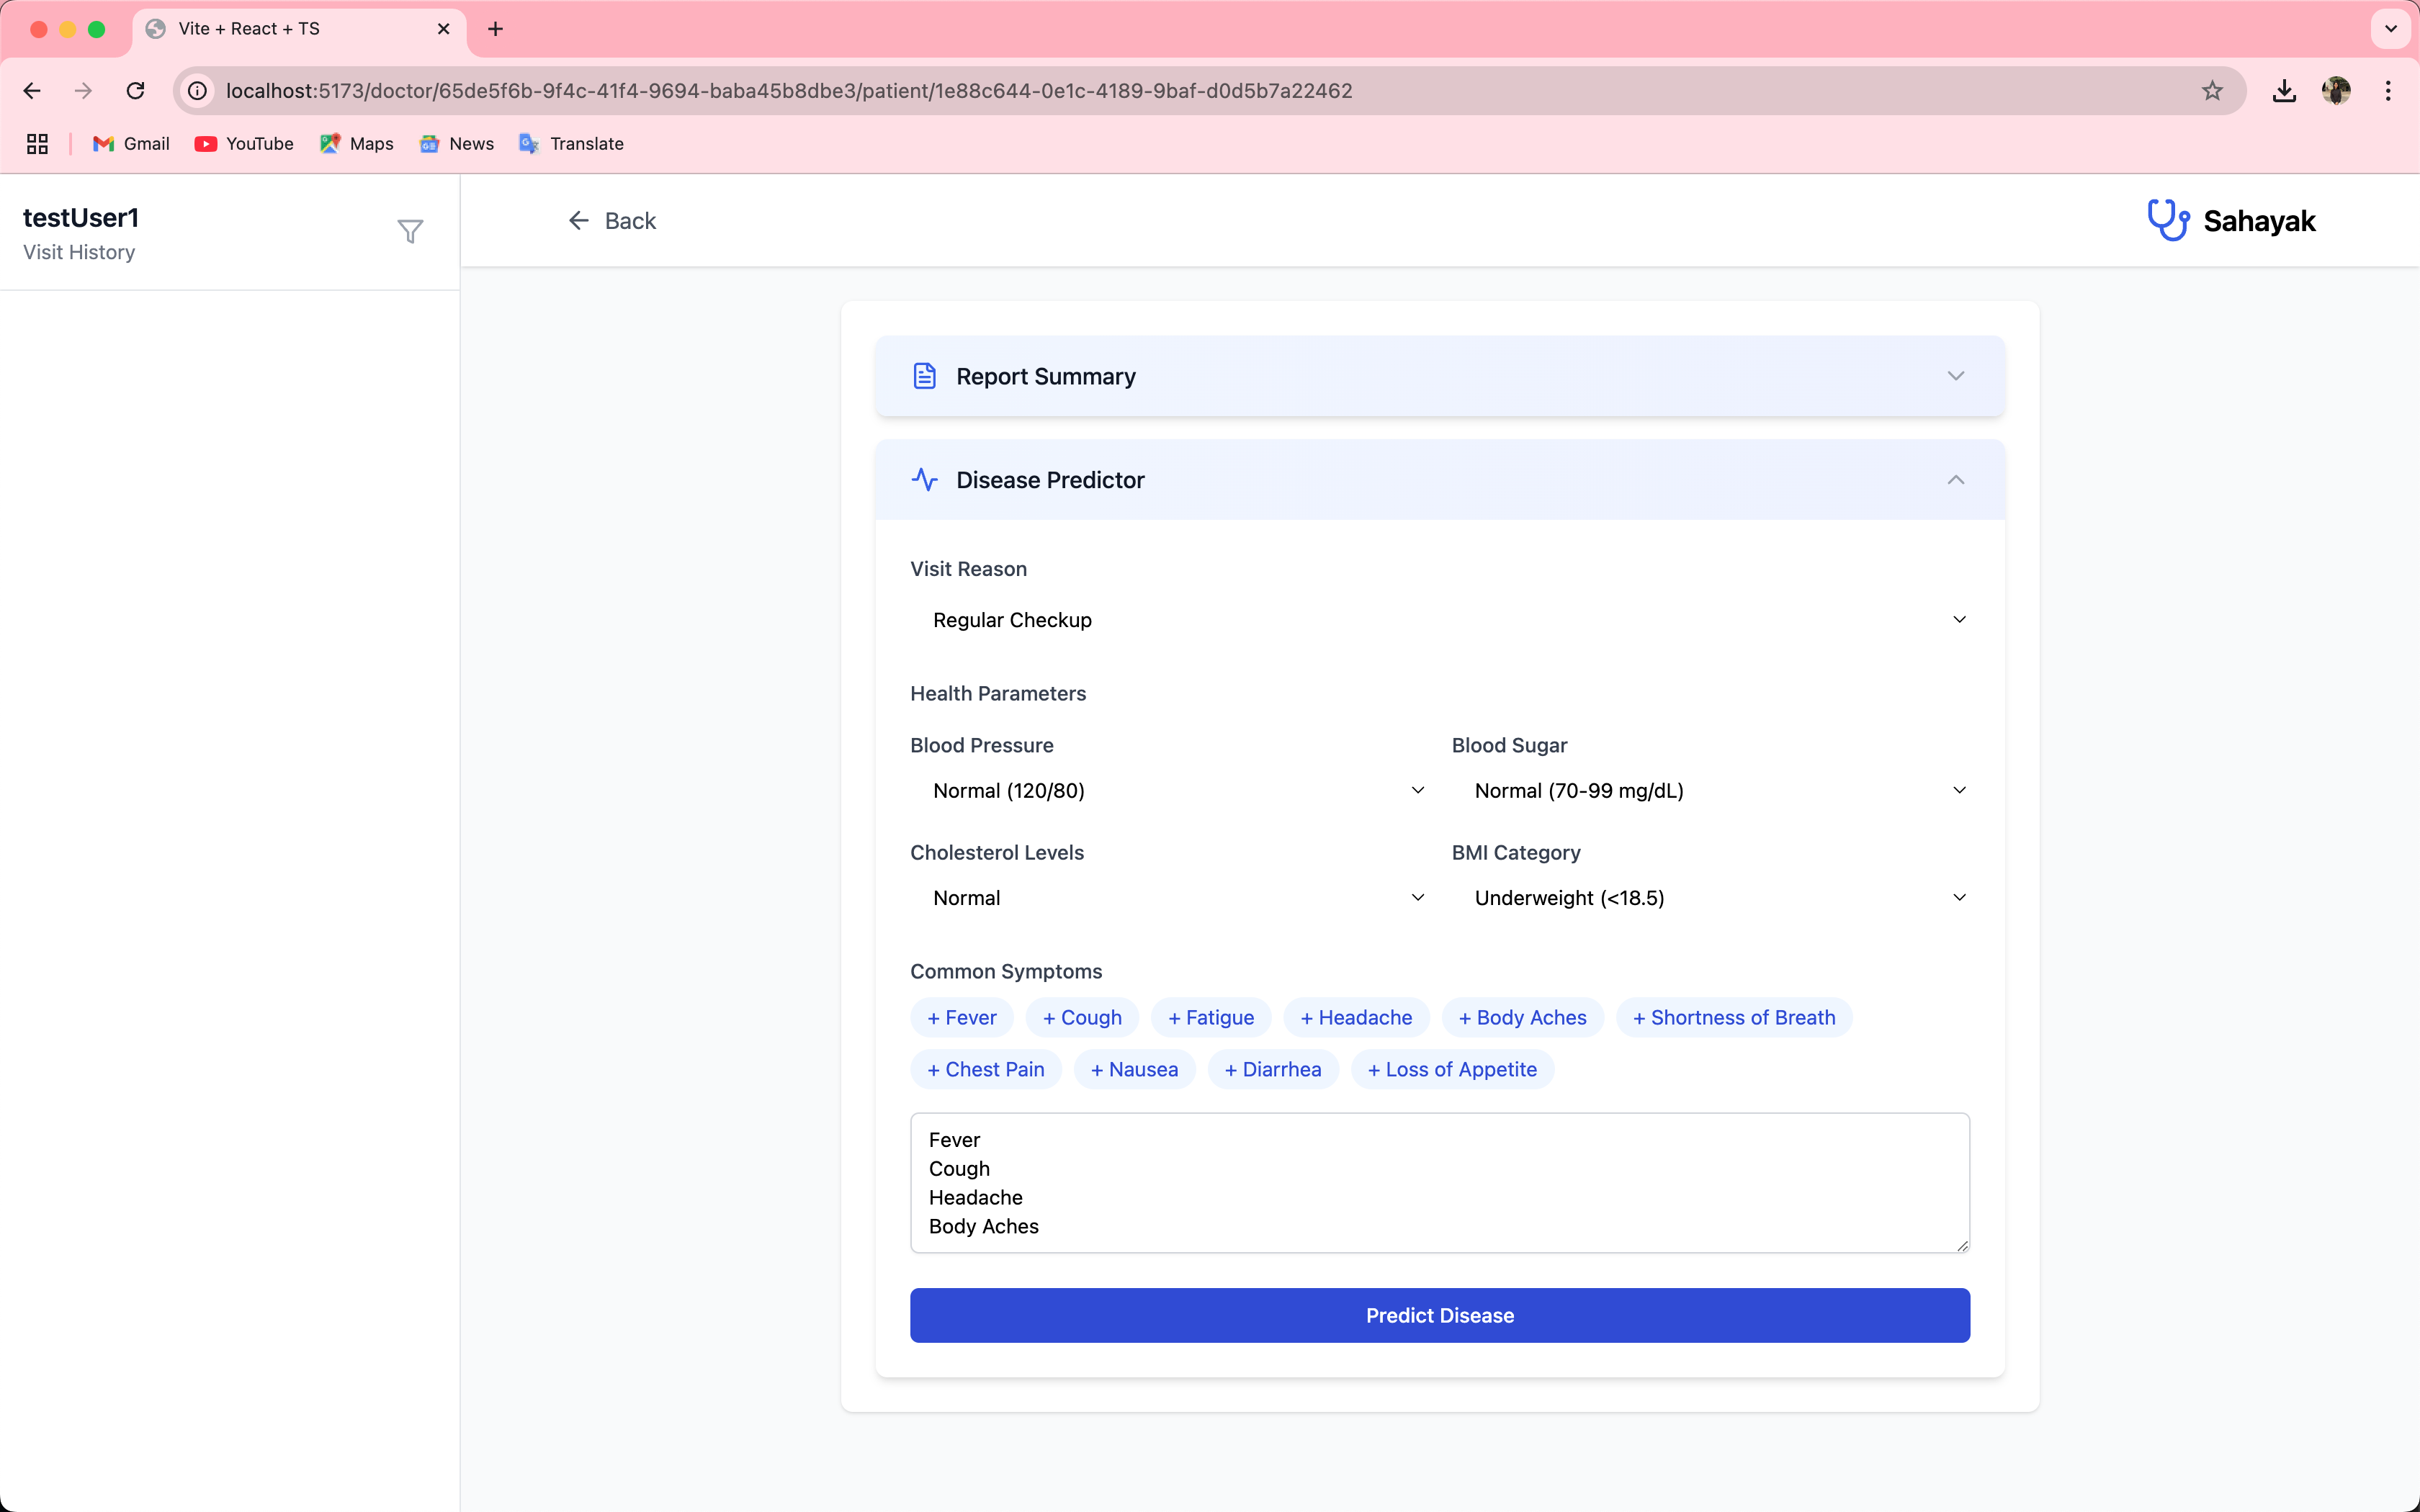 Vite + React + TS
localhost:5173/doctor/65de5f6b-9f4c-41f4-9694-baba45b8dbe3/patient/1e88c644-0e1c-4189-9baf-d0d5b7a22462
Gmail YouTube Maps News Translate
testUser1
Visit History
Back
Sahayak
Report Summary
Disease Predictor
Visit Reason
Regular Checkup
Health Parameters
Blood Pressure Blood Sugar
Normal (120/80) Normal (70-99 mg/dL)
Cholesterol Levels BMI Category
Normal Underweight (<18.5)
Common Symptoms
+ Fever + Cough + Fatigue + Headache + Body Aches + Shortness of Breath
+ Chest Pain + Nausea + Diarrhea + Loss of Appetite
Fever
Cough
Headache
Body Aches
Predict Disease